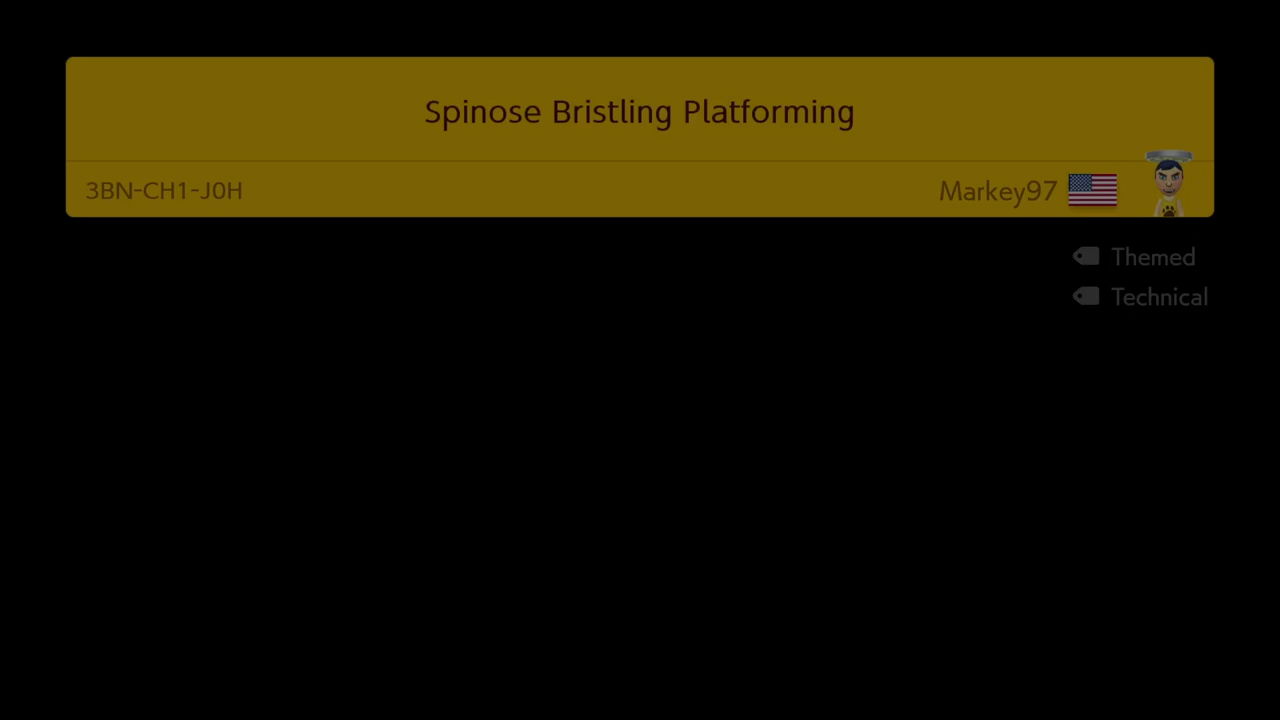 Spinose Bristling Platforming
3BN-CH1-J0H
Markey97
Themed
Technical